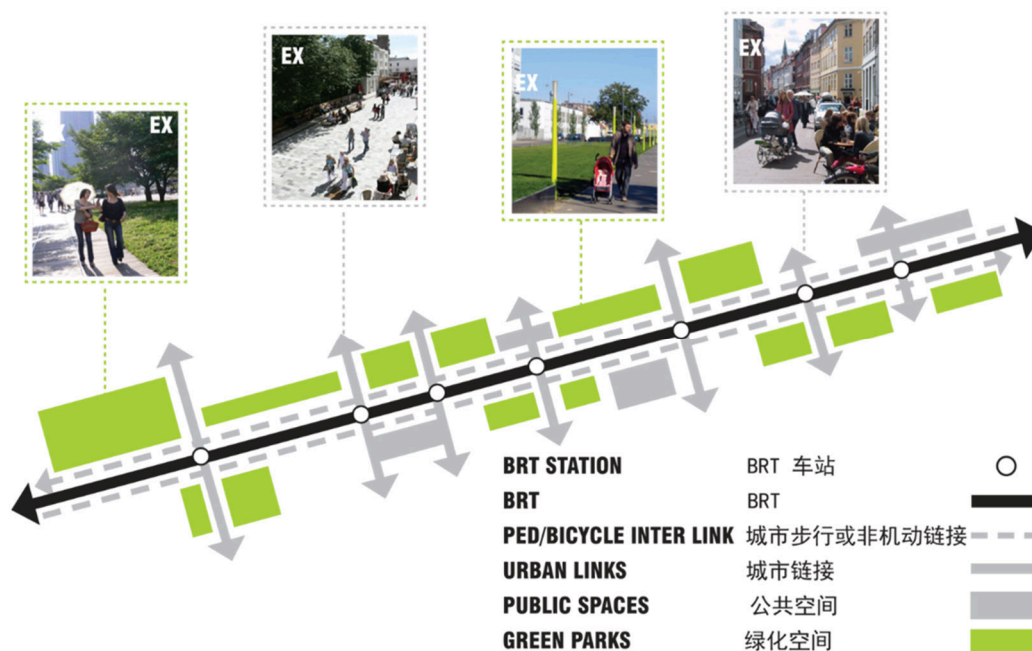 EX
EX
EX
EX
BRT STATION BRT 车站
BRT BRT
PED/BICYCLE INTER LINK 城市步行或非机动链接
URBAN LINKS 城市链接
PUBLIC SPACES 公共空间
GREEN PARKS 绿化空间